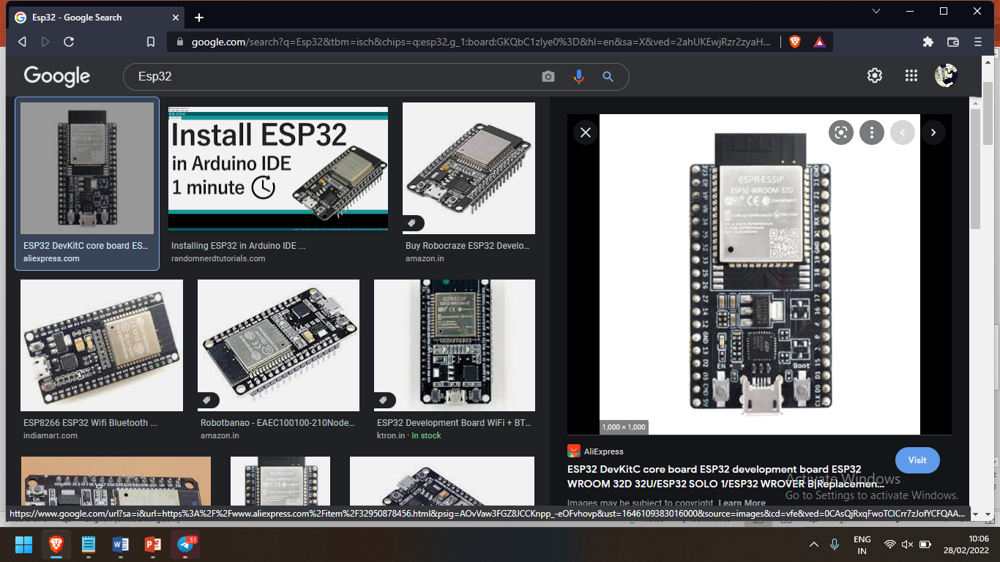 Esp32 - Google Search
google.com/search?q=Esp32&tbm=isch&chips=q:esp32,g_1:board:GKQbC1zIye0%3D&hl=en&sa=X&ved=2ahUKEwjRzr2zyaH...
Google
Esp32
Install ESP32
in Arduino IDE
1 minute
ESP32 DevKitC core board ES...
aliexpress.com
Installing ESP32 in Arduino IDE ...
randomnerdtutorials.com
Buy Robocraze ESP32 Develo...
amazon.in
ESP8266 ESP32 Wifi Bluetooth ...
indiamart.com
Robotbanao - EAEC100100-210Node...
amazon.in
ESPRESSIF
ESP32-WROOM-32
ESP32 Development Board WiFi + BT...
ktron.in · In stock
ESPRESSIF
ESP32-WROOM-32D
EN
Boot
1,000 × 1,000
AliExpress
ESP32 DevKitC core board ESP32 development board ESP32
WROOM 32D 32U/ESP32 SOLO 1/ESP32 WROVER B|Replacemen...
Visit
Images may be subject to copyright. Learn More
Activate Windows
Go to Settings to activate Windows.
https://www.google.com/url?sa=i&url=https%3A%2F%2Fwww.aliexpress.com%2Fitem%2F32950878456.html&psig=AOvVaw3FGZ8JCCKnpp_-eOFvhovp&ust=1646109383016000&source=images&cd=vfe&ved=0CAsQjRxqFwoTCICrr7zJofYCFQAA...
51
ENG
IN
10:06
28/02/2022